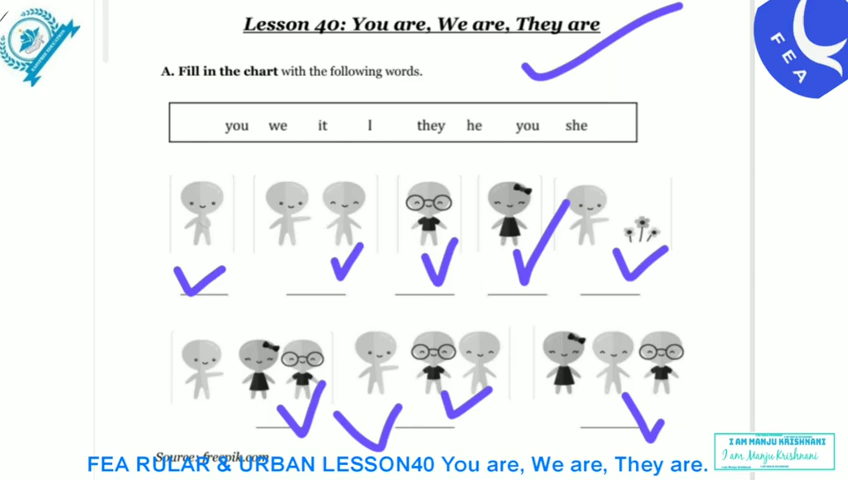 Lesson 40: You are, We are, They are
A. Fill in the chart with the following words.
you we it I they he you she
FEA
Source: freepik.com
FEA RULAR & URBAN LESSON40 You are, We are, They are.
I AM MANJU KRISHNANI
I am Manju Krishnani